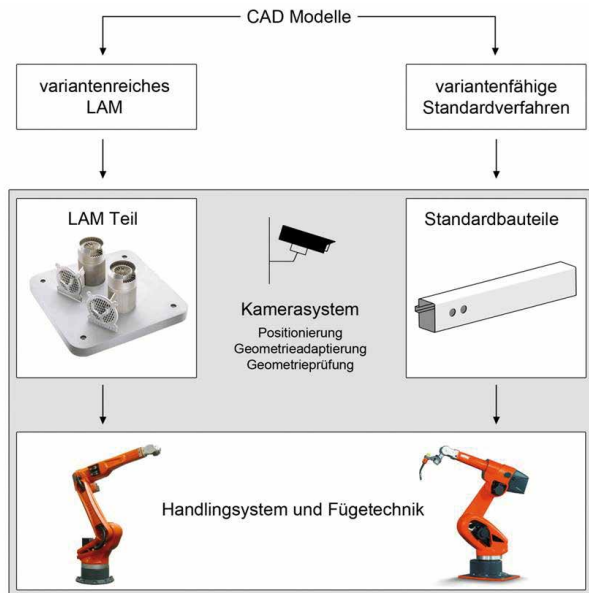 CAD Modelle
variantenreiches
LAM
variantenfähige
Standardverfahren
LAM Teil
Kamerasystem
Positionierung
Geometrieadaptierung
Geometrieprüfung
Standardbauteile
Handlingsystem und Fügetechnik